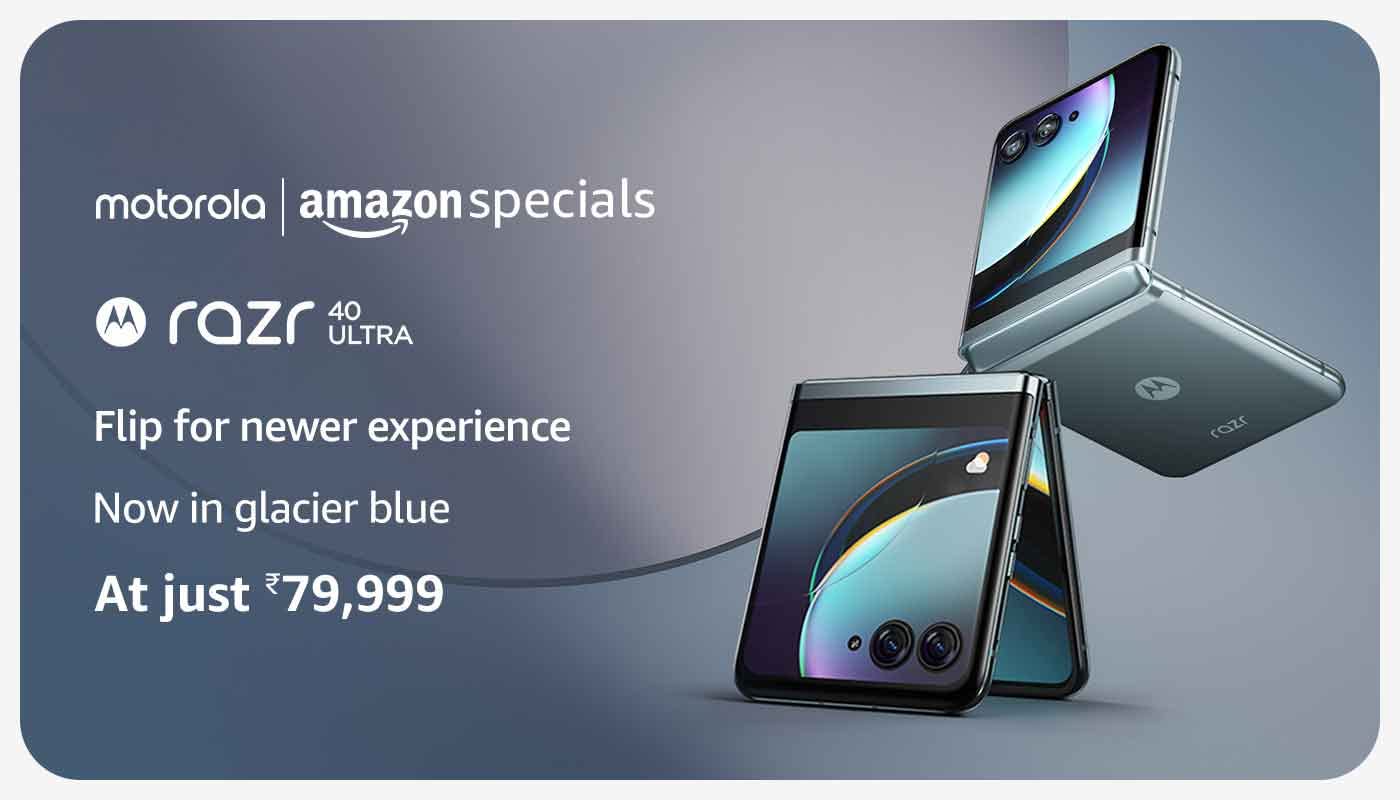 motorola | amazon specials
razr 40 ULTRA
Flip for newer experience
Now in glacier blue
At just ₹79,999
razr